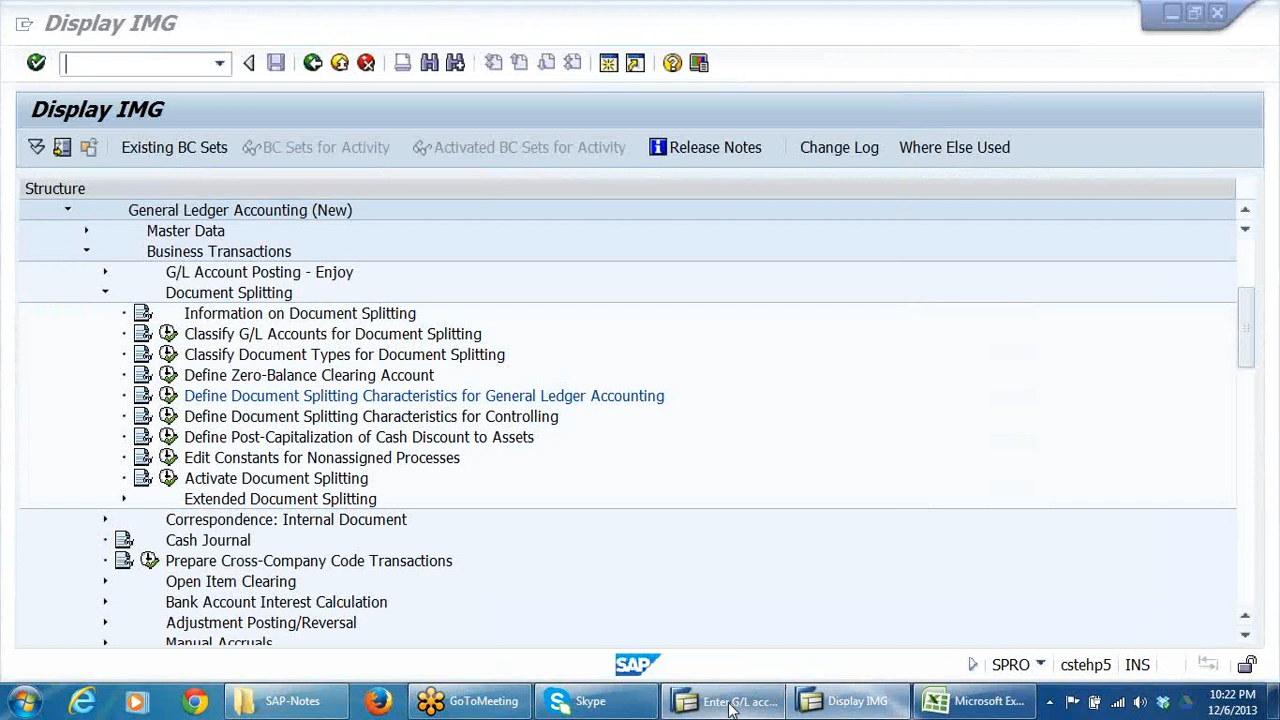 Display IMG
Display IMG
Existing BC Sets BC Sets for Activity Activated BC Sets for Activity Release Notes Change Log Where Else Used
Structure
General Ledger Accounting (New)
Master Data
Business Transactions
G/L Account Posting - Enjoy
Document Splitting
Information on Document Splitting
Classify G/L Accounts for Document Splitting
Classify Document Types for Document Splitting
Define Zero-Balance Clearing Account
Define Document Splitting Characteristics for General Ledger Accounting
Define Document Splitting Characteristics for Controlling
Define Post-Capitalization of Cash Discount to Assets
Edit Constants for Nonassigned Processes
Activate Document Splitting
Extended Document Splitting
Correspondence: Internal Document
Cash Journal
Prepare Cross-Company Code Transactions
Open Item Clearing
Bank Account Interest Calculation
Adjustment Posting/Reversal
Manual Accruals
SAP SPRO cstehp5 INS
SAP-Notes GoToMeeting Skype Enter G/L acc... Display IMG Microsoft Ex... 10:22 PM
12/6/2013